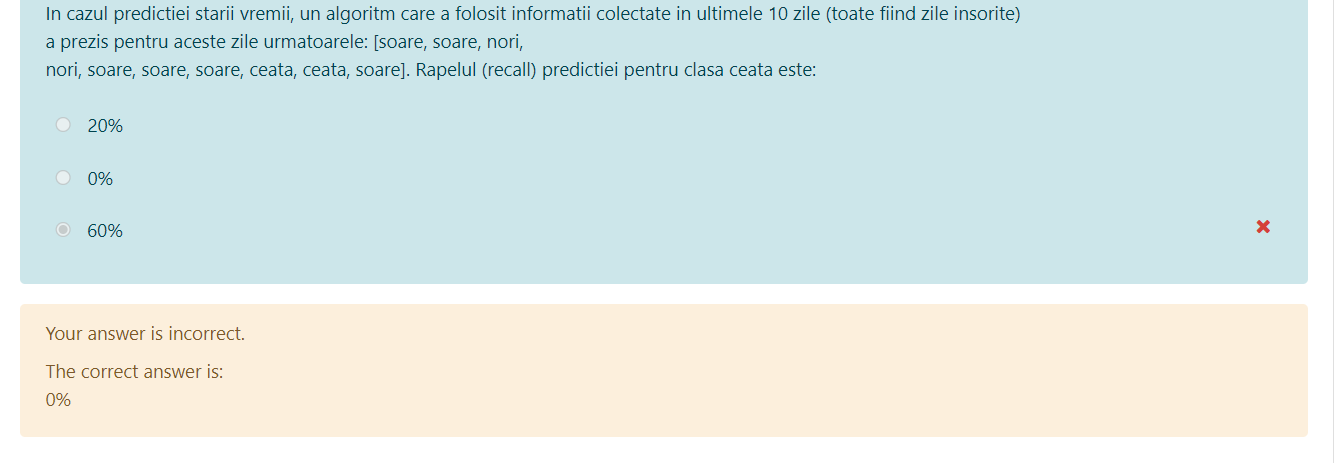 In cazul predictiei starii vremii, un algoritm care a folosit informatii colectate in ultimele 10 zile (toate fiind zile insorite)
a prezis pentru aceste zile urmatoarele: [soare, soare, nori,
nori, soare, soare, soare, ceata, ceata, soare]. Rapelul (recall) predictiei pentru clasa ceata este:
20%
0%
60%
Your answer is incorrect.
The correct answer is:
0%